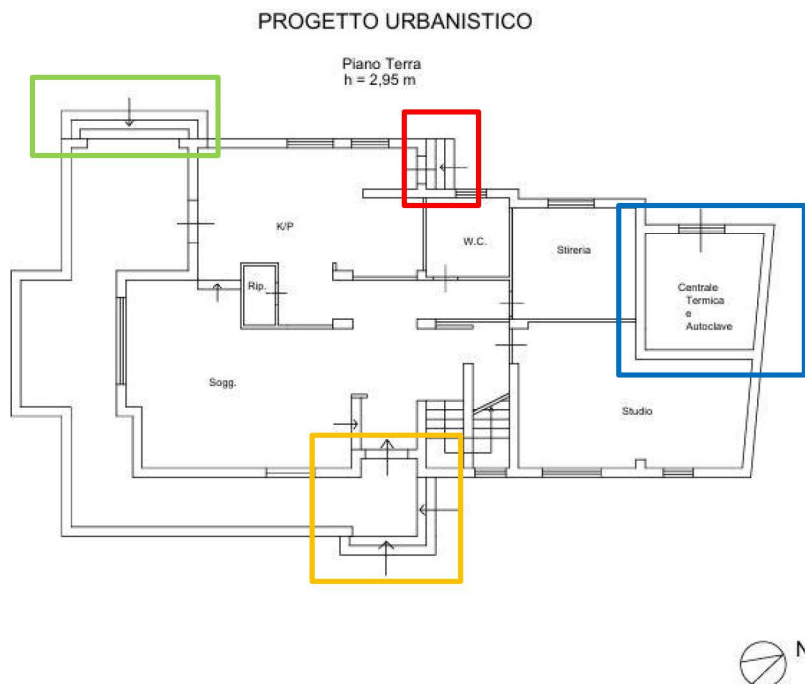 PROGETTO URBANISTICO
Piano Terra
h = 2,95 m
K/P
W.C.
Stireria
Rip.
Centrale
Termica
e
Autoclave
Sogg.
Studio
N